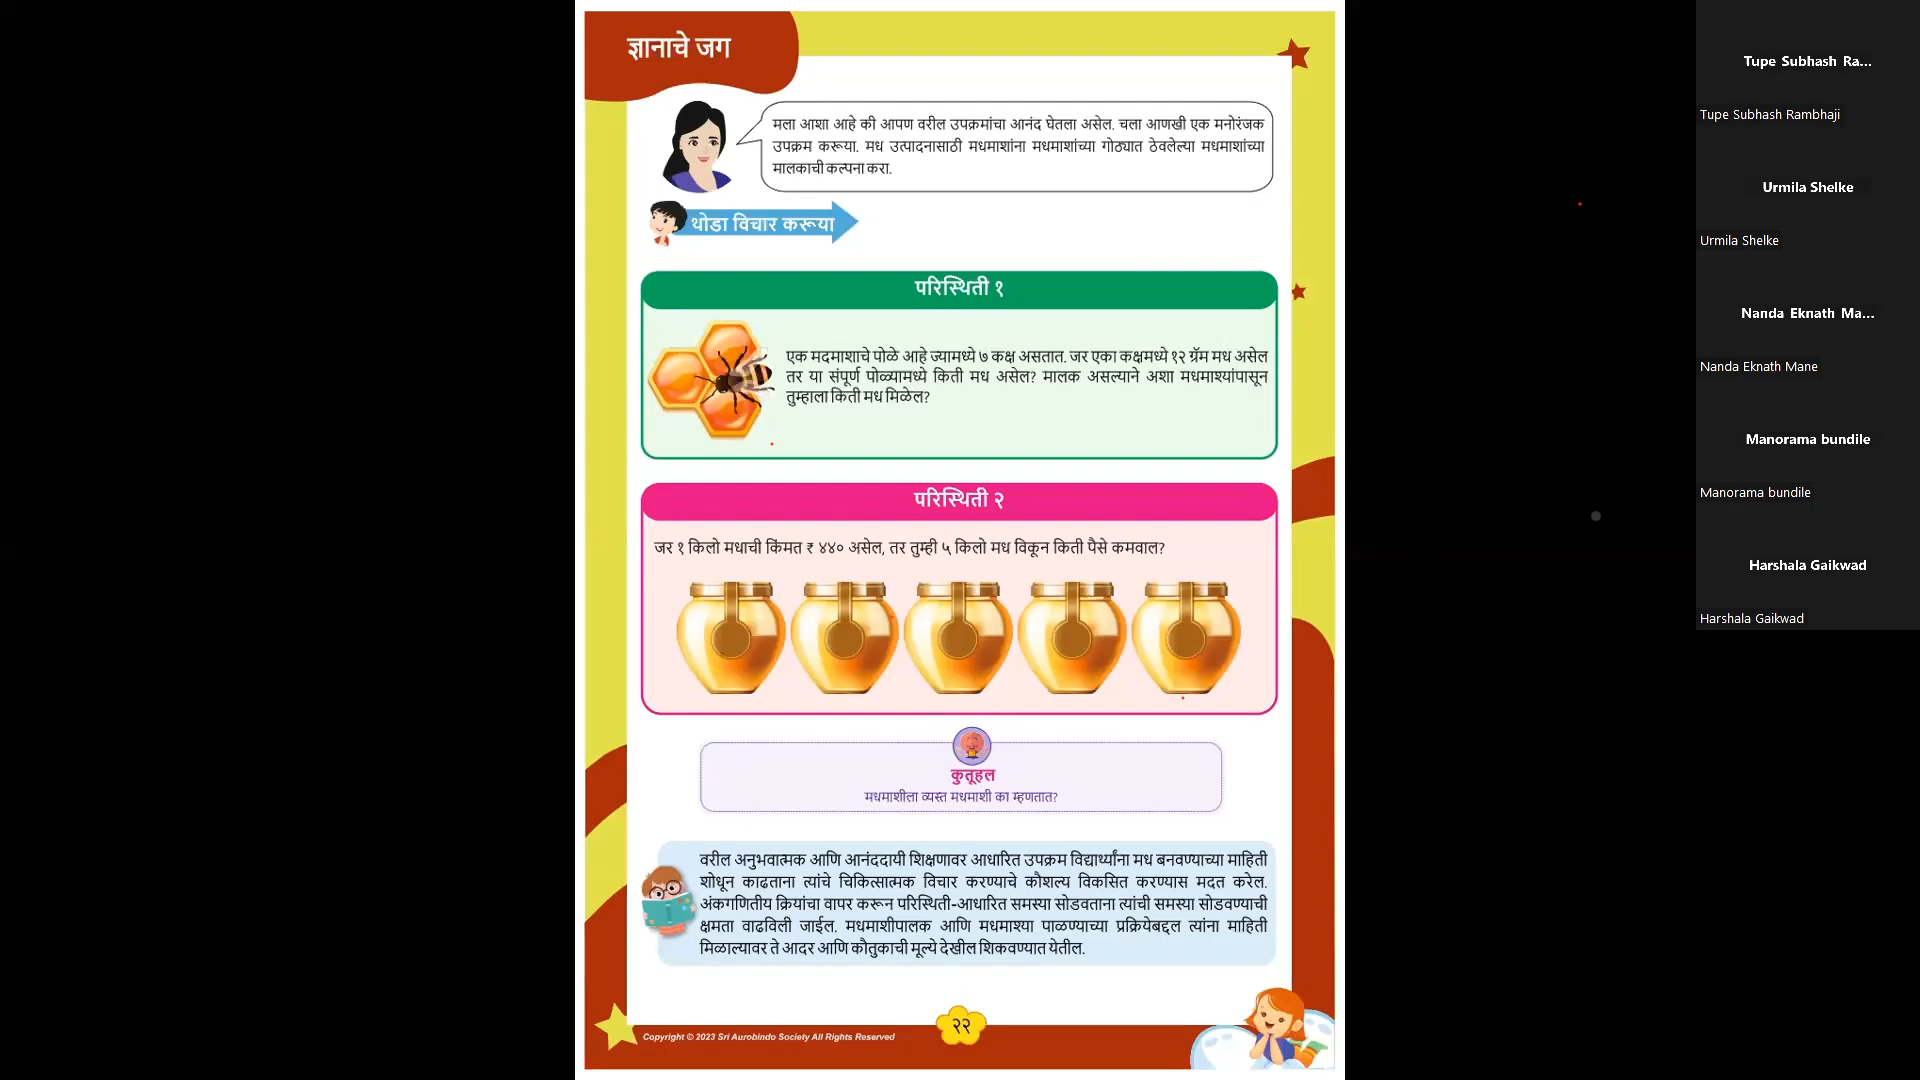 ज्ञानाचे जग
मला आशा आहे की आपण वरील उपक्रमांचा आनंद घेतला असेल. चला आणखी एक मनोरंजक
उपक्रम करूया. मध उत्पादनासाठी मधमाशांना मधमाशांच्या गोठ्यात ठेवलेल्या मधमाशांच्या
मालकाची कल्पना करा.
थोडा विचार करूया
परिस्थिती १
एक मदमाशाचे पोळे आहे ज्यामध्ये ७ कक्ष असतात. जर एका कक्षमध्ये १२ ग्रॅम मध असेल
तर या संपूर्ण पोळ्यामध्ये किती मध असेल? मालक असल्याने अशा मधमाश्यांपासून
तुम्हाला किती मध मिळेल?
परिस्थिती २
जर १ किलो मधाची किंमत ₹ ४४० असेल, तर तुम्ही ५ किलो मध विकून किती पैसे कमवाल?
कुतूहल
मधमाशीला व्यस्त मधमाशी का म्हणतात?
वरील अनुभवात्मक आणि आनंददायी शिक्षणावर आधारित उपक्रम विद्यार्थ्यांना मध बनवण्याच्या माहिती
शोधून काढताना त्यांचे चिकित्सात्मक विचार करण्याचे कौशल्य विकसित करण्यास मदत करेल.
अंकगणितीय क्रियांचा वापर करून परिस्थिती-आधारित समस्या सोडवताना त्यांची समस्या सोडवण्याची
क्षमता वाढविली जाईल. मधमाशीपालक आणि मधमाश्या पाळण्याच्या प्रक्रियेबद्दल त्यांना माहिती
मिळाल्यावर ते आदर आणि कौतुकाची मूल्ये देखील शिकवण्यात येतील.
२२
Copyright © 2023 Sri Aurobindo Society All Rights Reserved
Tupe Subhash Ra...
Tupe Subhash Rambhaji
Urmila Shelke
Urmila Shelke
Nanda Eknath Ma...
Nanda Eknath Mane
Manorama bundile
Manorama bundile
Harshala Gaikwad
Harshala Gaikwad